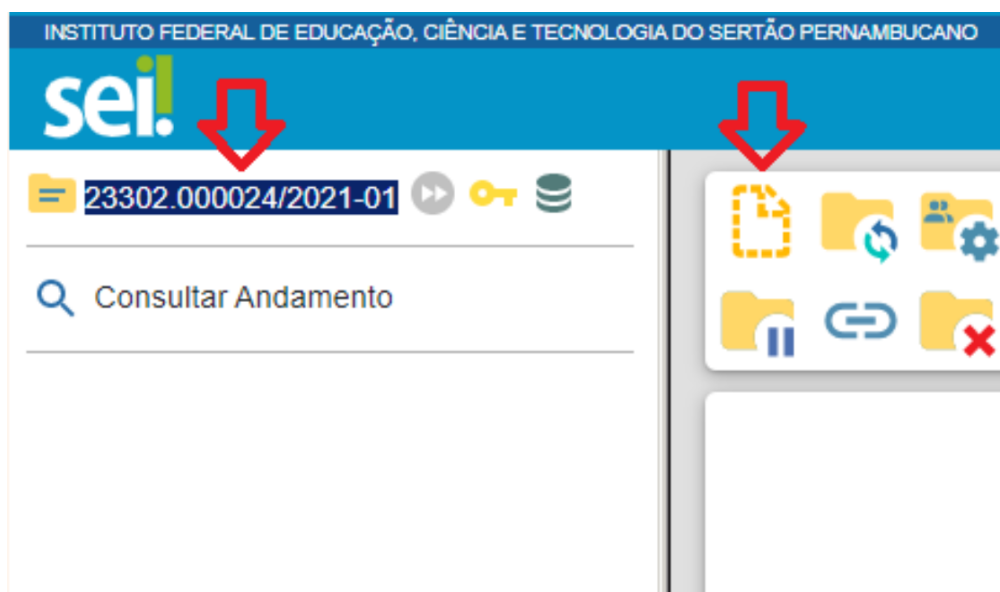 INSTITUTO FEDERAL DE EDUCAÇÃO, CIÊNCIA E TECNOLOGIA DO SERTÃO PERNAMBUCANO
sei!
23302.000024/2021-01
Consultar Andamento